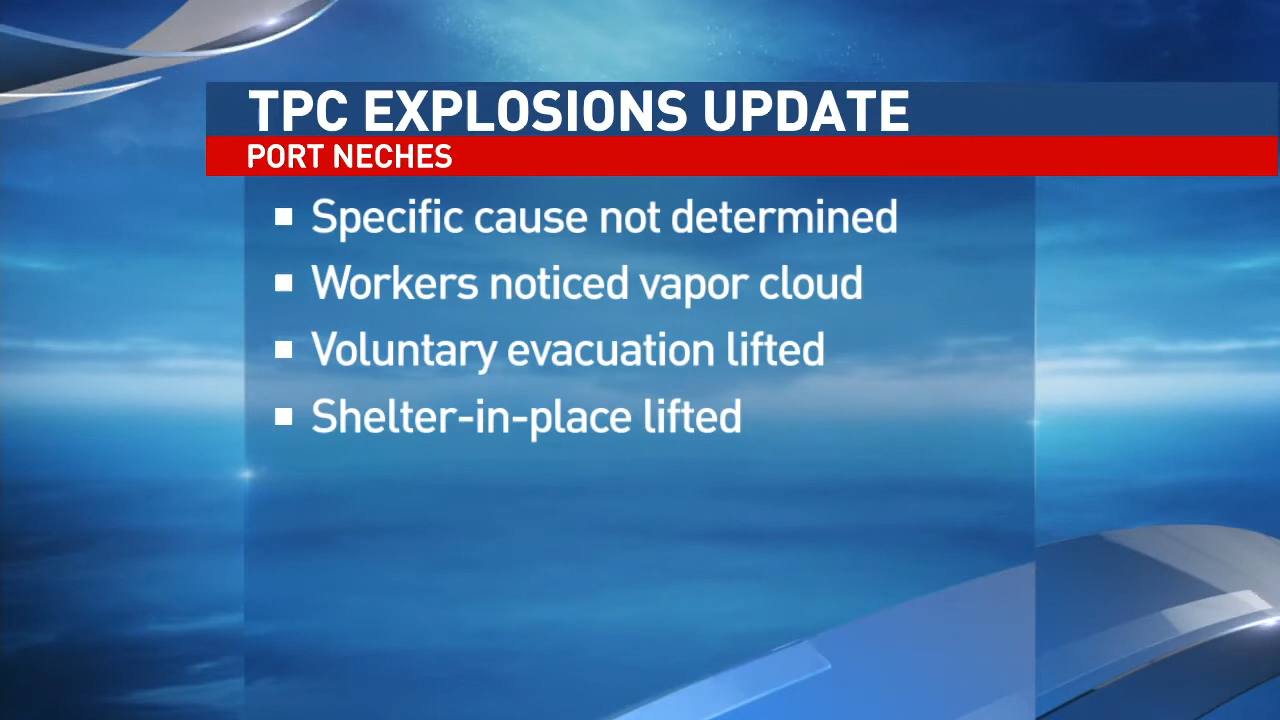 TPC EXPLOSIONS UPDATE
PORT NECHES
▪ Specific cause not determined
▪ Workers noticed vapor cloud
▪ Voluntary evacuation lifted
▪ Shelter-in-place lifted